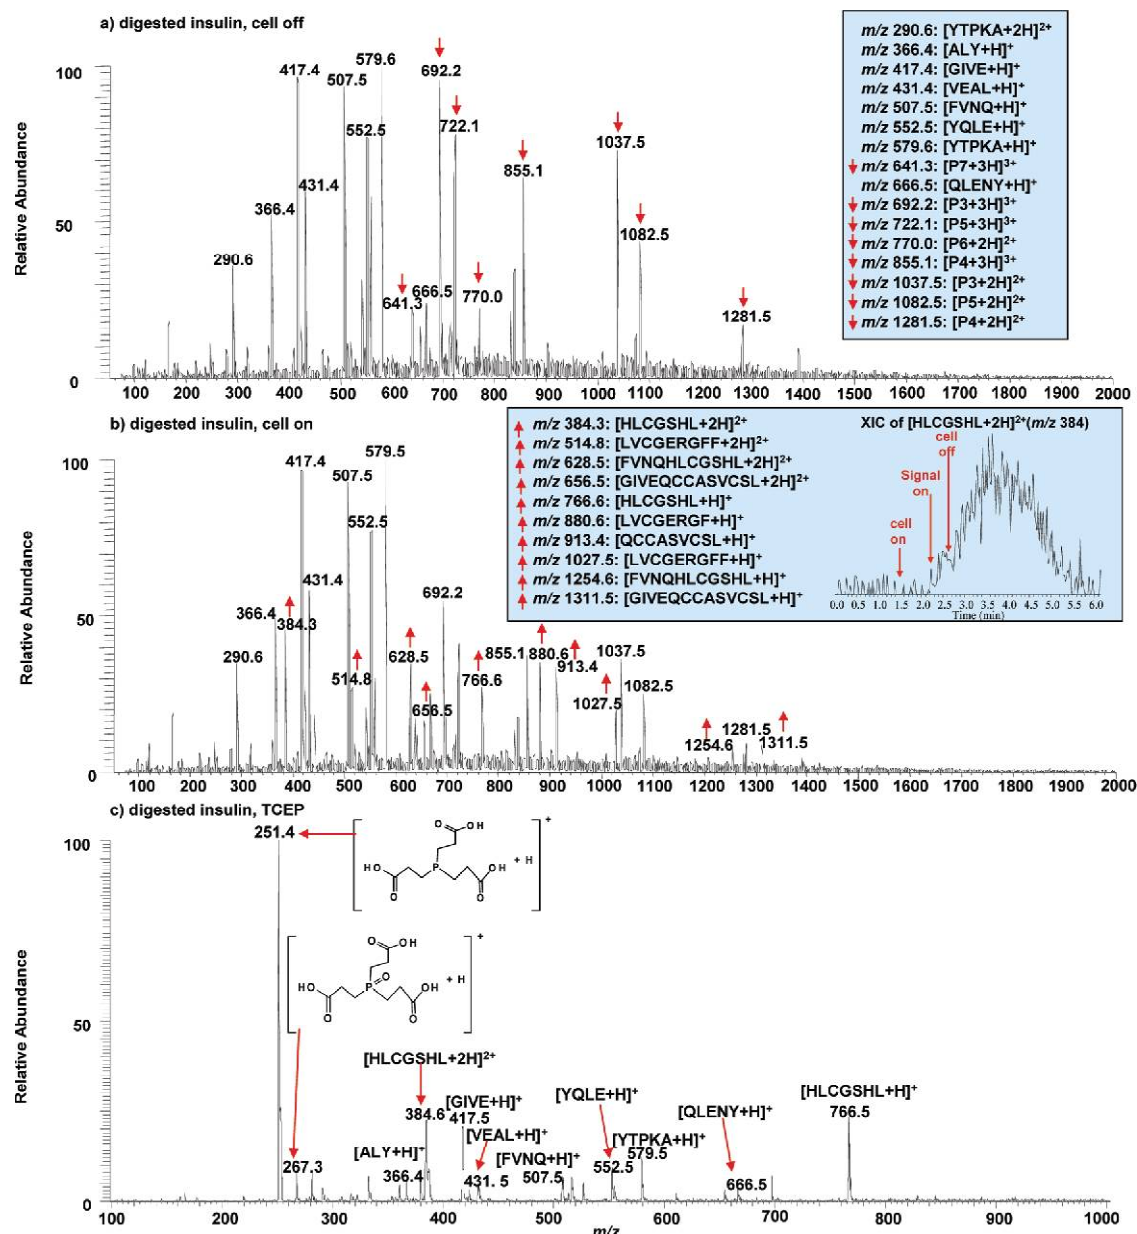 a) digested insulin, cell off
Relative Abundance
100
50
0
290.6
366.4
417.4
431.4
507.5
552.5
579.6
641.3
666.5
692.2
722.1
770.0
855.1
1037.5
1082.5
1281.5
m/z 290.6: [YTPKA+2H]²⁺
m/z 366.4: [ALY+H]⁺
m/z 417.4: [GIVE+H]⁺
m/z 431.4: [VEAL+H]⁺
m/z 507.5: [FVNQ+H]⁺
m/z 552.5: [YQLE+H]⁺
m/z 579.6: [YTPKA+H]⁺
m/z 641.3: [P7+3H]³⁺
m/z 666.5: [QLENY+H]⁺
m/z 692.2: [P3+3H]³⁺
m/z 722.1: [P5+3H]³⁺
m/z 770.0: [P6+2H]²⁺
m/z 855.1: [P4+3H]³⁺
m/z 1037.5: [P3+2H]²⁺
m/z 1082.5: [P5+2H]²⁺
m/z 1281.5: [P4+2H]²⁺
100 200 300 400 500 600 700 800 900 1000 1100 1200 1300 1400 1500 1600 1700 1800 1900 2000
b) digested insulin, cell on
Relative Abundance
100
50
0
290.6
366.4
384.3
417.4
431.4
507.5
514.8
552.5
579.5
628.5
656.5
692.2
766.6
855.1
880.6
913.4
1027.5
1037.5
1082.5
1254.6
1281.5
1311.5
m/z 384.3: [HLCGSHL+2H]²⁺
m/z 514.8: [LVCGERGFF+2H]²⁺
m/z 628.5: [FVNQHLCGSHL+2H]²⁺
m/z 656.5: [GIVEQCCASVCSL+2H]²⁺
m/z 766.6: [HLCGSHL+H]⁺
m/z 880.6: [LVCGERGF+H]⁺
m/z 913.4: [QCCASVCSL+H]⁺
m/z 1027.5: [LVCGERGFF+H]⁺
m/z 1254.6: [FVNQHLCGSHL+H]⁺
m/z 1311.5: [GIVEQCCASVCSL+H]⁺
XIC of [HLCGSHL+2H]²⁺(m/z 384)
cell
off
Signal
on
cell
on
0.0 0.5 1.0 1.5 2.0 2.5 3.0 3.5 4.0 4.5 5.0 5.5 6.0
Time (min)
100 200 300 400 500 600 700 800 900 1000 1100 1200 1300 1400 1500 1600 1700 1800 1900 2000
c) digested insulin, TCEP
Relative Abundance
100
50
0
251.4
O
OH
HO
P
OH
O
O
+ H
+
O
OH
O
HO
P
OH
O
O
+ H
+
267.3
[ALY+H]⁺
366.4
[HLCGSHL+2H]²⁺
384.6
[GIVE+H]⁺
417.5
[VEAL+H]⁺
431. 5
[FVNQ+H]⁺
507.5
[YQLE+H]⁺
552.5
[YTPKA+H]⁺
579.5
[QLENY+H]⁺
666.5
[HLCGSHL+H]⁺
766.5
100 200 300 400 500 600 700 800 900 1000
m/z